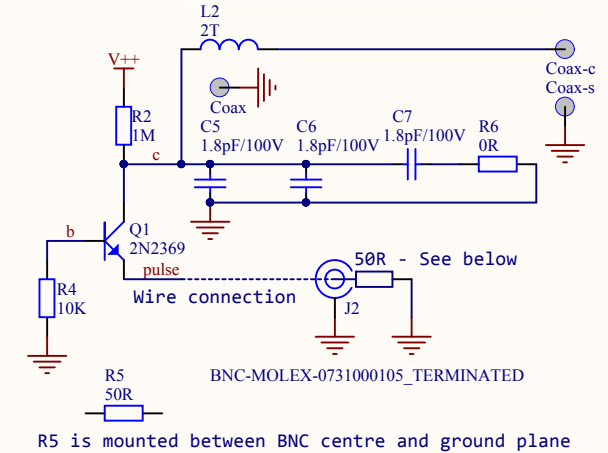 L2
2T
V++
Coax-c
Coax-s
Coax
R2
1M
C5
1.8pF/100V
C6
1.8pF/100V
C7
1.8pF/100V
R6
0R
c
b
Q1
2N2369
pulse
50R - See below
Wire connection
J2
R4
10K
R5
50R
BNC-MOLEX-0731000105_TERMINATED
R5 is mounted between BNC centre and ground plane